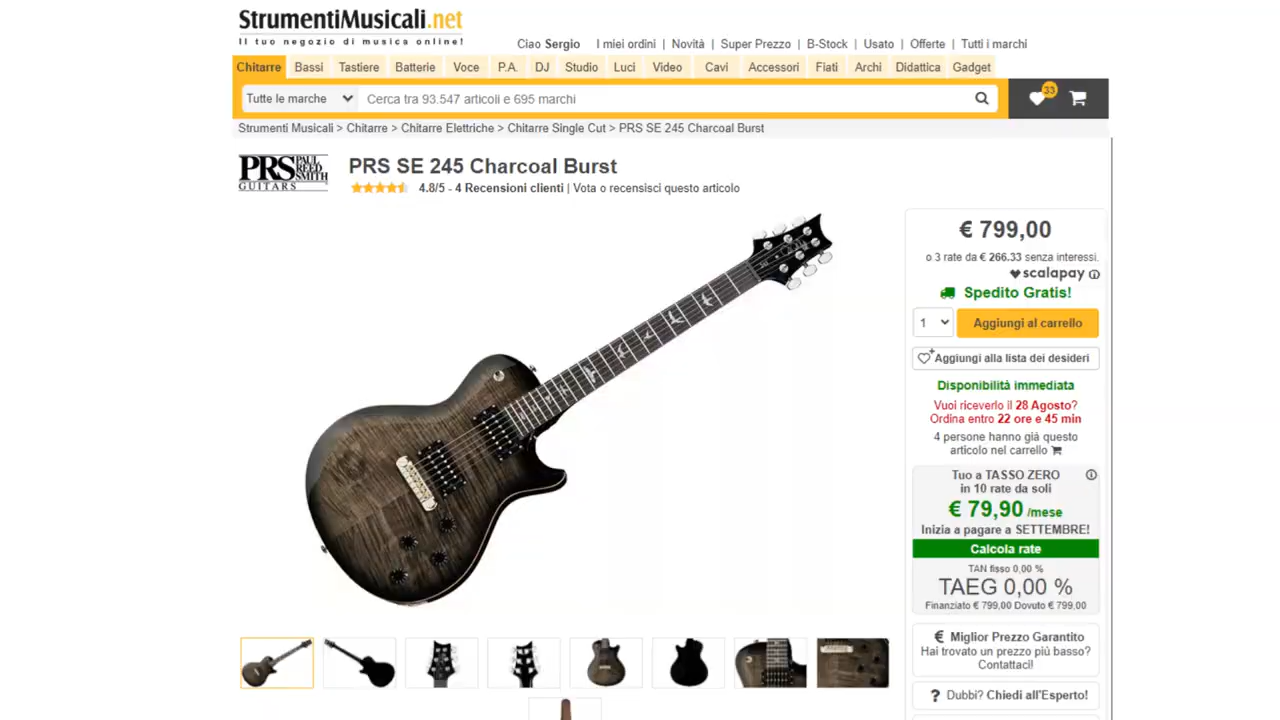 StrumentiMusicali.net
Il tuo negozio di musica online!
Ciao Sergio I miei ordini | Novità | Super Prezzo | B-Stock | Usato | Offerte | Tutti i marchi
Chitarre Bassi Tastiere Batterie Voce P.A. DJ Studio Luci Video Cavi Accessori Fiati Archi Didattica Gadget
Tutte le marche Cerca tra 93.547 articoli e 695 marchi 33
Strumenti Musicali > Chitarre > Chitarre Elettriche > Chitarre Single Cut > PRS SE 245 Charcoal Burst
PRS PAUL REED SMITH
GUITARS
PRS SE 245 Charcoal Burst
4.8/5 - 4 Recensioni clienti | Vota o recensisci questo articolo
€ 799,00
o 3 rate da € 266.33 senza interessi.
scalapay
Spedito Gratis!
1 Aggiungi al carrello
Aggiungi alla lista dei desideri
Disponibilità immediata
Vuoi riceverlo il 28 Agosto?
Ordina entro 22 ore e 45 min
4 persone hanno già questo
articolo nel carrello
Tuo a TASSO ZERO
in 10 rate da soli
€ 79,90 /mese
Inizia a pagare a SETTEMBRE!
Calcola rate
TAN fisso 0,00 %
TAEG 0,00 %
Finanziato € 799,00 Dovuto € 799,00
€ Miglior Prezzo Garantito
Hai trovato un prezzo più basso?
Contattaci!
? Dubbi? Chiedi all'Esperto!